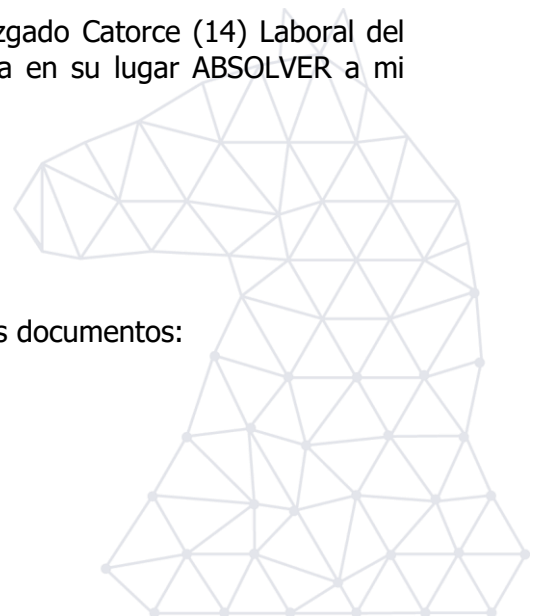 zgado Catorce (14) Laboral del
a en su lugar ABSOLVER a mi
s documentos: